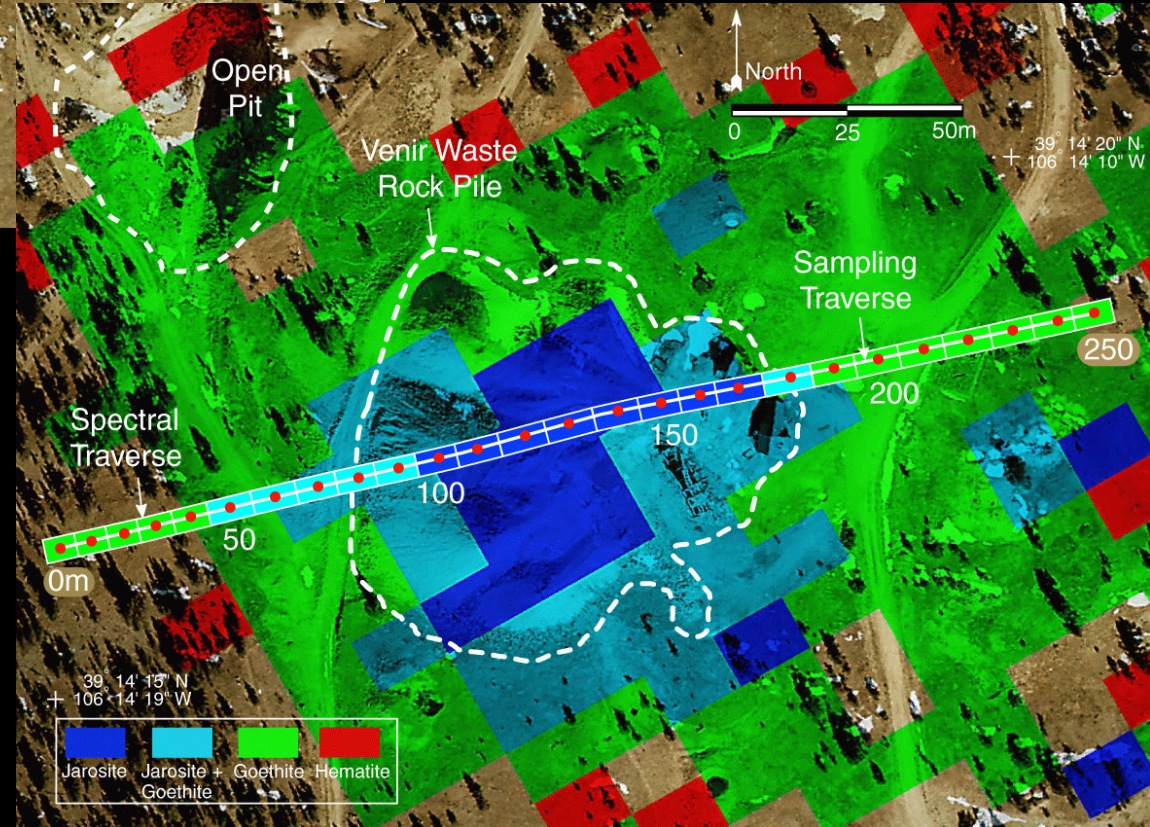 Open
Pit
North
0 25 50m
39° 14' 20" N
106° 14' 10" W
Venir Waste
Rock Pile
Sampling
Traverse
250
200
150
Spectral
Traverse
100
50
0m
39° 14' 15" N
106° 14' 19" W
Jarosite
Jarosite +
Goethite
Goethite
Hematite